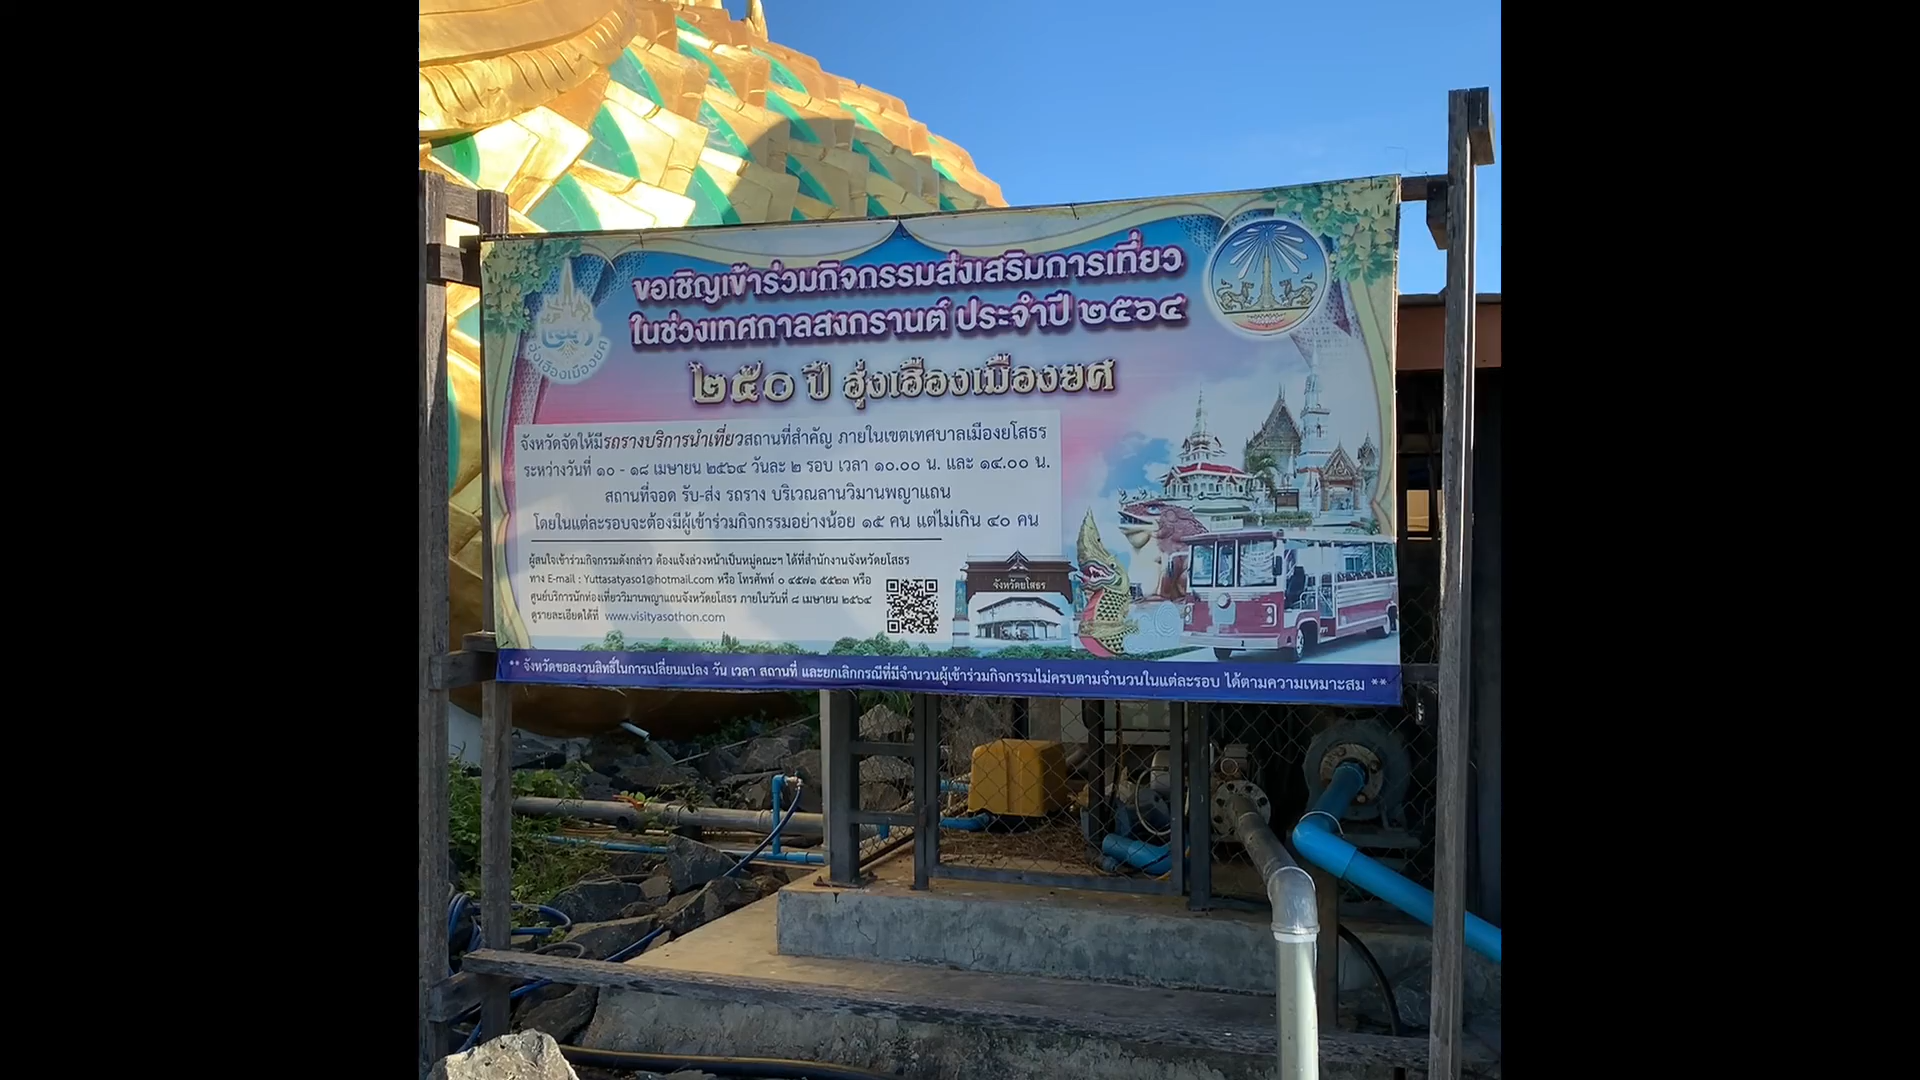 ขอเชิญเข้าร่วมกิจกรรมส่งเสริมการเที่ยว
ในช่วงเทศกาลสงกรานต์ ประจำปี ๒๕๖๔
๒๕๐ ปี ฮุ่งเฮืองเมืองยศ
ฮุ่งเฮืองเมืองยศ
จังหวัดจัดให้มีรถรางบริการนำเที่ยวสถานที่สำคัญ ภายในเขตเทศบาลเมืองยโสธร
ระหว่างวันที่ ๑๐ - ๑๘ เมษายน ๒๕๖๔ วันละ ๒ รอบ เวลา ๑๐.๐๐ น. และ ๑๔.๐๐ น.
สถานที่จอด รับ-ส่ง รถราง บริเวณลานวิมานพญาแถน
โดยในแต่ละรอบจะต้องมีผู้เข้าร่วมกิจกรรมอย่างน้อย ๑๕ คน แต่ไม่เกิน ๔๐ คน
ผู้สนใจเข้าร่วมกิจกรรมดังกล่าว ต้องแจ้งล่วงหน้าเป็นหมู่คณะฯ ได้ที่สำนักงานจังหวัดยโสธร
ทาง E-mail : Yuttasatyaso1@hotmail.com หรือ โทรศัพท์ ๐ ๔๕๗๑ ๕๕๒๓ หรือ
ศูนย์บริการนักท่องเที่ยววิมานพญาแถนจังหวัดยโสธร ภายในวันที่ ๘ เมษายน ๒๕๖๔
ดูรายละเอียดได้ที่ www.visityasothon.com
จังหวัดยโสธร
** จังหวัดขอสงวนสิทธิ์ในการเปลี่ยนแปลง วัน เวลา สถานที่ และยกเลิกกรณีที่มีจำนวนผู้เข้าร่วมกิจกรรมไม่ครบตามจำนวนในแต่ละรอบ ได้ตามความเหมาะสม **